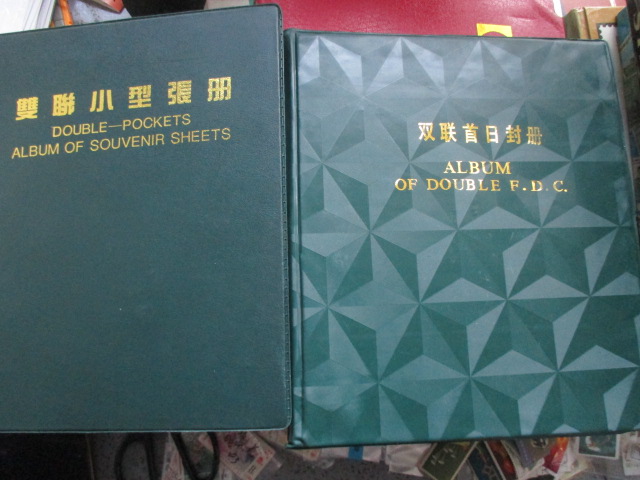 雙聯小型張册
DOUBLE—POCKETS
ALBUM OF SOUVENIR SHEETS
双联首日封册
ALBUM
OF DOUBLE F.D.C.